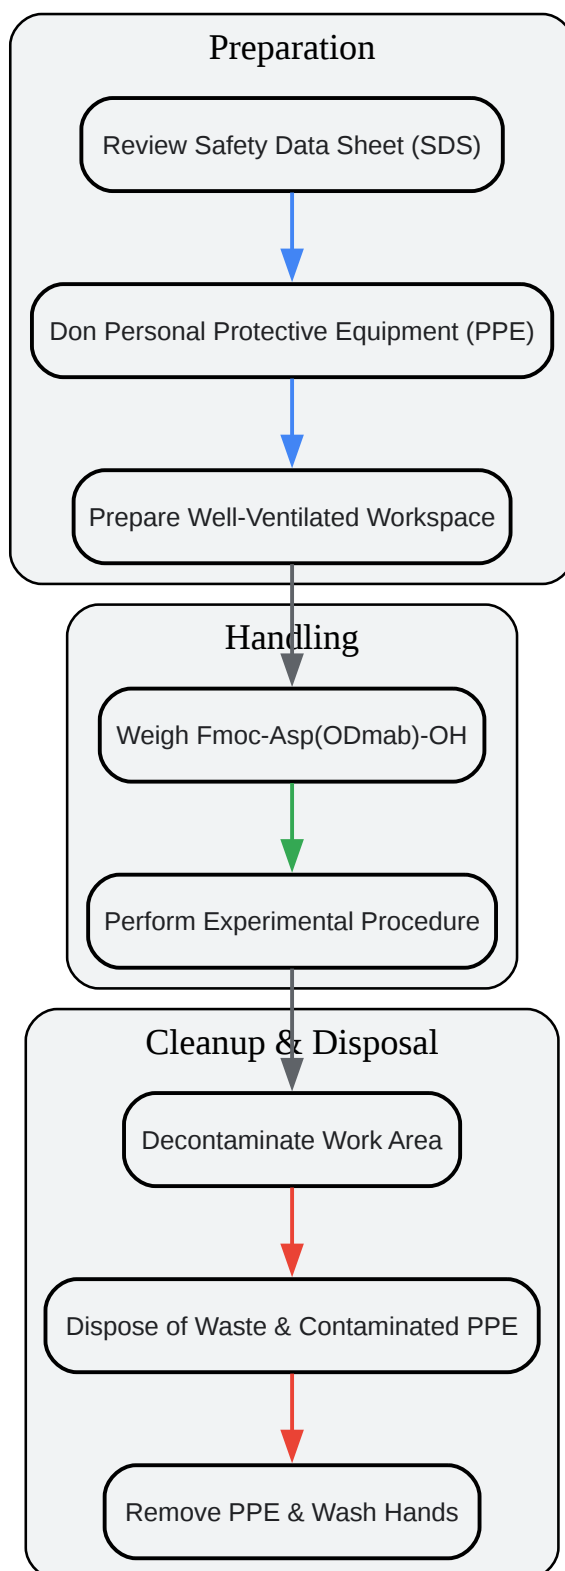 Preparation
Review Safety Data Sheet (SDS)
Don Personal Protective Equipment (PPE)
Prepare Well-Ventilated Workspace
Handling
Weigh Fmoc-Asp(ODmab)-OH
Perform Experimental Procedure
Cleanup & Disposal
Decontaminate Work Area
Dispose of Waste & Contaminated PPE
Remove PPE & Wash Hands